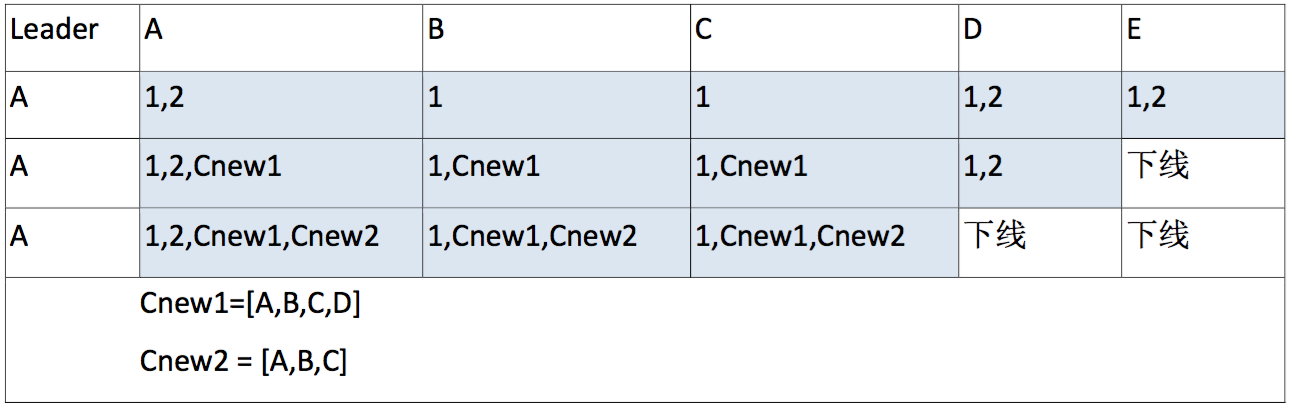 Leader A B C D E
A 1,2 1 1 1,2 1,2
A 1,2,Cnew1 1,Cnew1 1,Cnew1 1,2 下线
A 1,2,Cnew1,Cnew2 1,Cnew1,Cnew2 1,Cnew1,Cnew2 下线 下线
Cnew1=[A,B,C,D]
Cnew2 = [A,B,C]